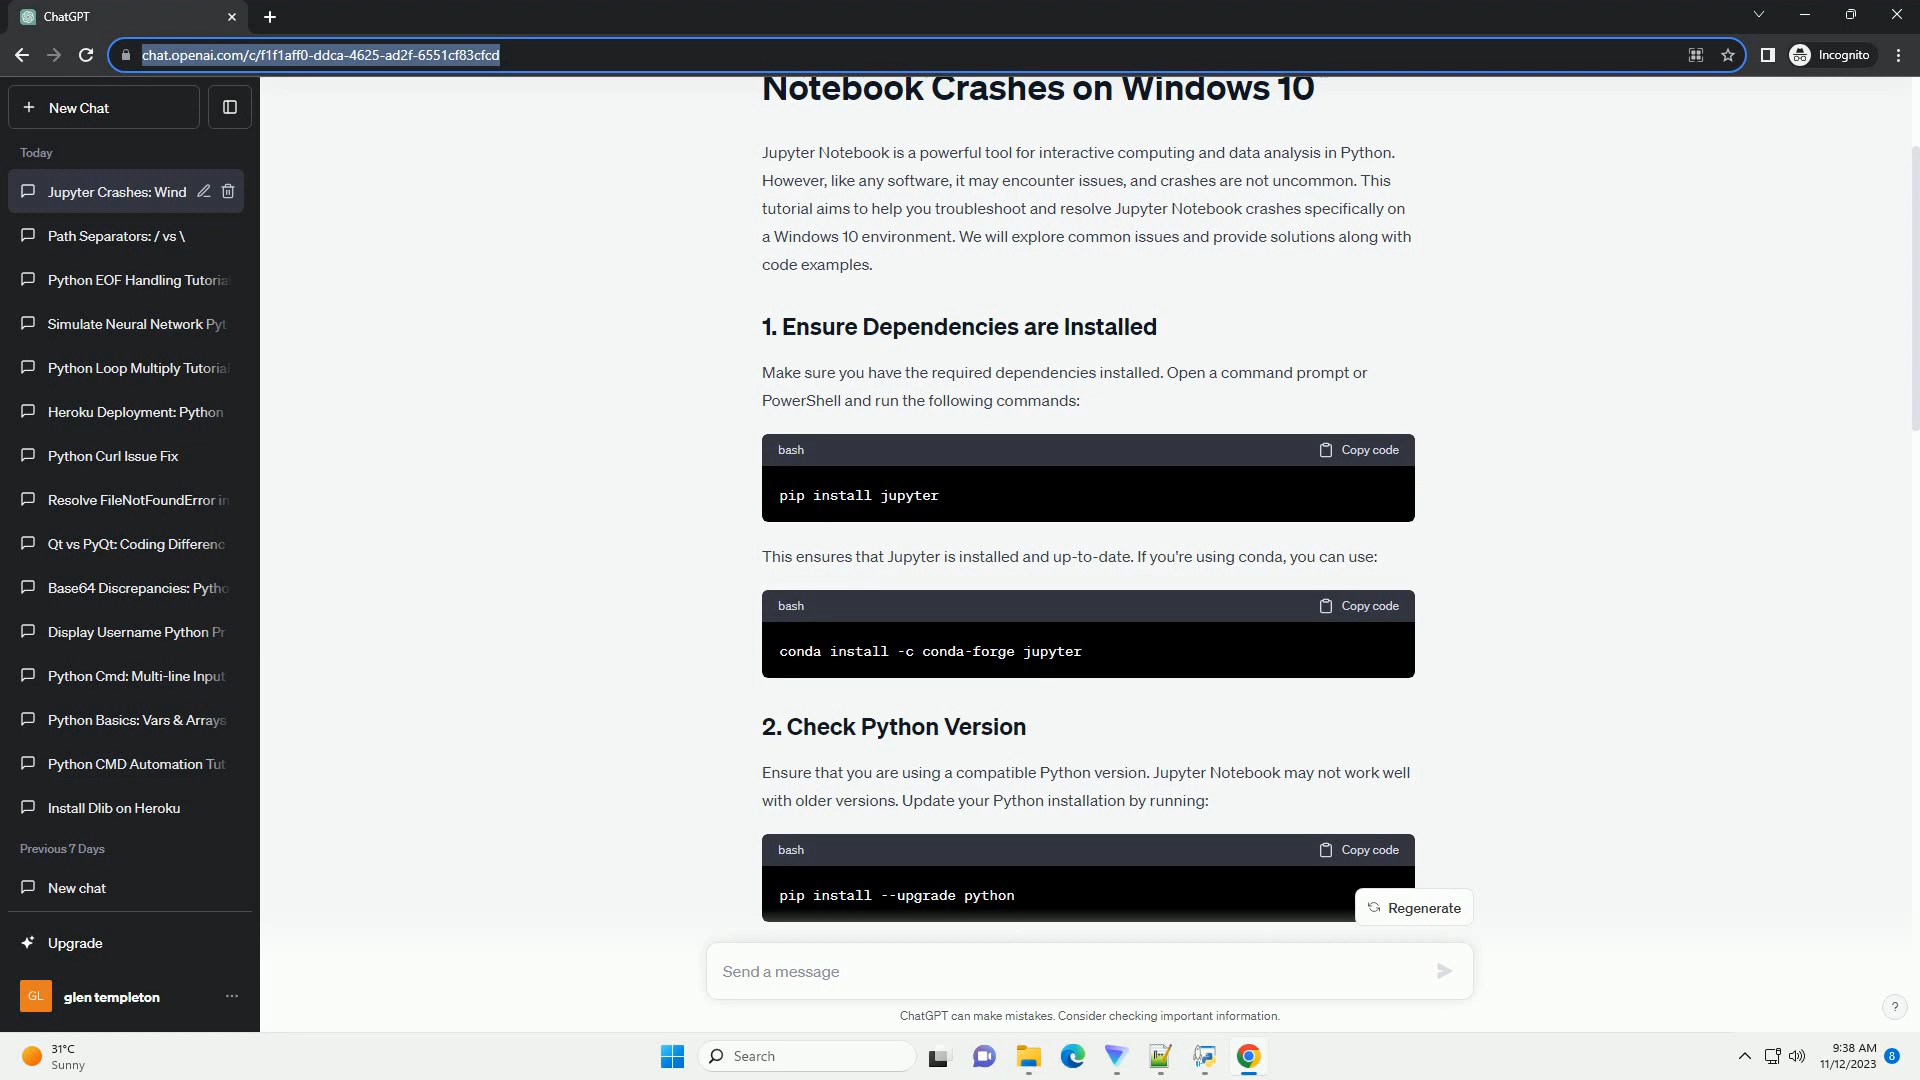 ChatGPT
chat.openai.com/c/f1f1aff0-ddca-4625-ad2f-6551cf83cfcd
Incognito
New Chat
Today
Jupyter Crashes: Wind
Path Separators: / vs \
Python EOF Handling Tutoria
Simulate Neural Network Pyt
Python Loop Multiply Tutorial
Heroku Deployment: Python
Python Curl Issue Fix
Resolve FileNotFoundError in
Qt vs PyQt: Coding Differenc
Base64 Discrepancies: Pytho
Display Username Python Pr
Python Cmd: Multi-line Input
Python Basics: Vars & Arrays
Python CMD Automation Tut
Install Dlib on Heroku
Previous 7 Days
New chat
Upgrade
GL
glen templeton
Notebook Crashes on Windows 10
Jupyter Notebook is a powerful tool for interactive computing and data analysis in Python.
However, like any software, it may encounter issues, and crashes are not uncommon. This
tutorial aims to help you troubleshoot and resolve Jupyter Notebook crashes specifically on
a Windows 10 environment. We will explore common issues and provide solutions along with
code examples.
1. Ensure Dependencies are Installed
Make sure you have the required dependencies installed. Open a command prompt or
PowerShell and run the following commands:
bash
Copy code
pip install jupyter
This ensures that Jupyter is installed and up-to-date. If you're using conda, you can use:
bash
Copy code
conda install -c conda-forge jupyter
2. Check Python Version
Ensure that you are using a compatible Python version. Jupyter Notebook may not work well
with older versions. Update your Python installation by running:
bash
Copy code
pip install --upgrade python
Regenerate
Send a message
ChatGPT can make mistakes. Consider checking important information.
?
31°C
Sunny
Search
9:38 AM
11/12/2023
8